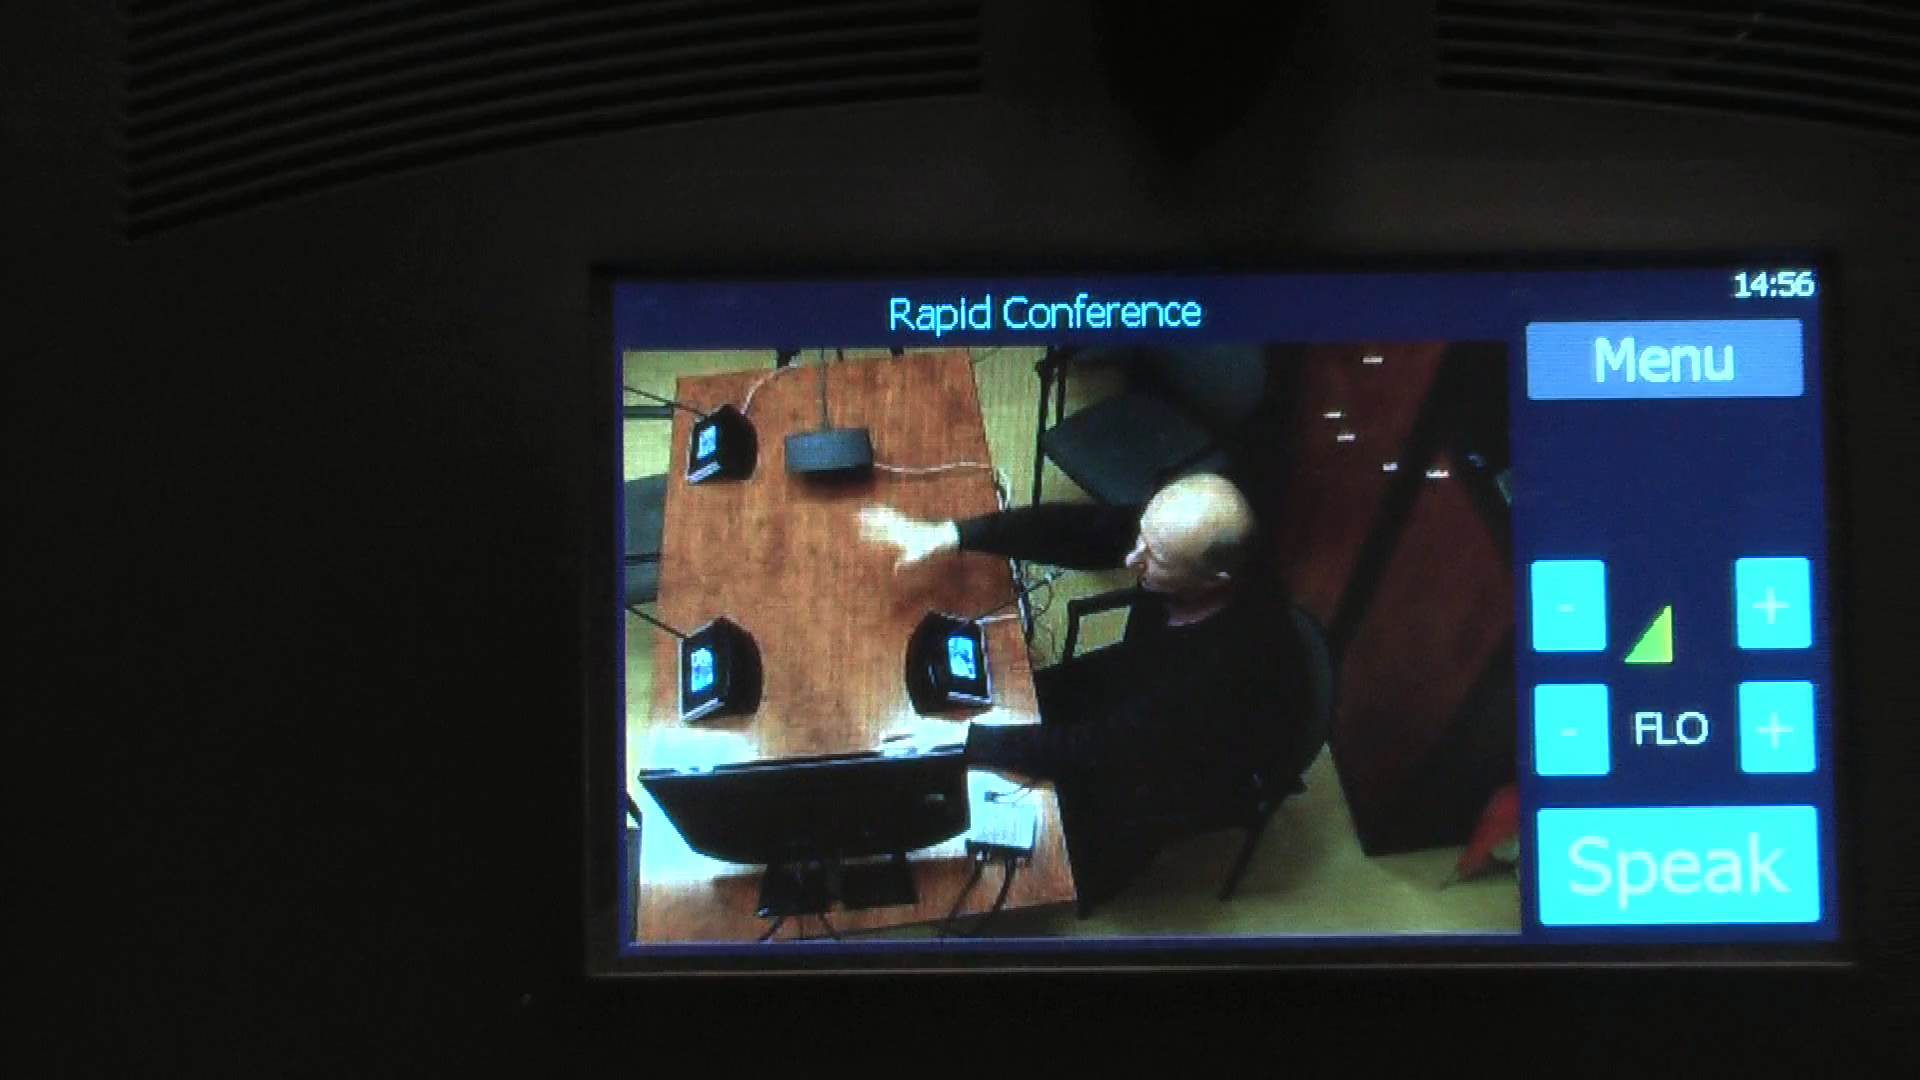 14:56
Rapid Conference
Menu
- +
- FLO +
Speak